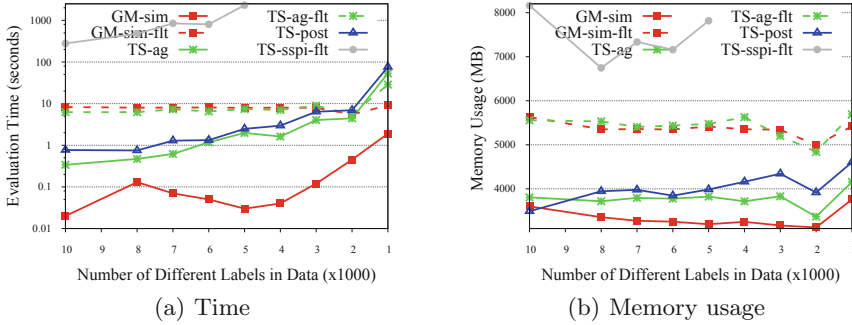 GM-sim
GM-sim-flt
TS-ag
TS-ag-flt
TS-post
TS-sspi-flt
Evaluation Time (seconds)
1000
100
10
1
0.1
0.01
10 9 8 7 6 5 4 3 2 1
Number of Different Labels in Data (x1000)
(a) Time
GM-sim
GM-sim-flt
TS-ag
TS-ag-flt
TS-post
TS-sspi-flt
Memory Usage (MB)
8000
7000
6000
5000
4000
10 9 8 7 6 5 4 3 2
Number of Different Labels in Data (x1000)
(b) Memory usage